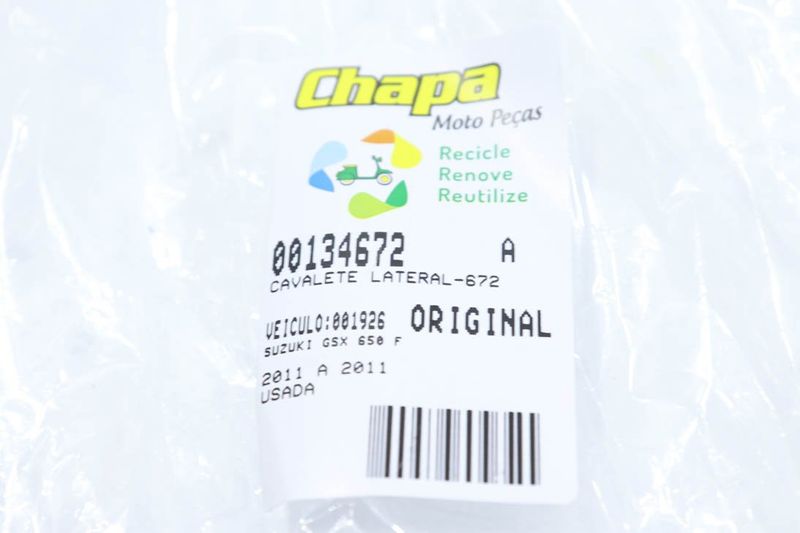 Chapa
Moto Peças
Recicle
Renove
Reutilize
00134672 A
CAVALETE LATERAL-672
VEICULO:001926 ORIGINAL
SUZUKI GSX 650 F
2011 A 2011
USADA